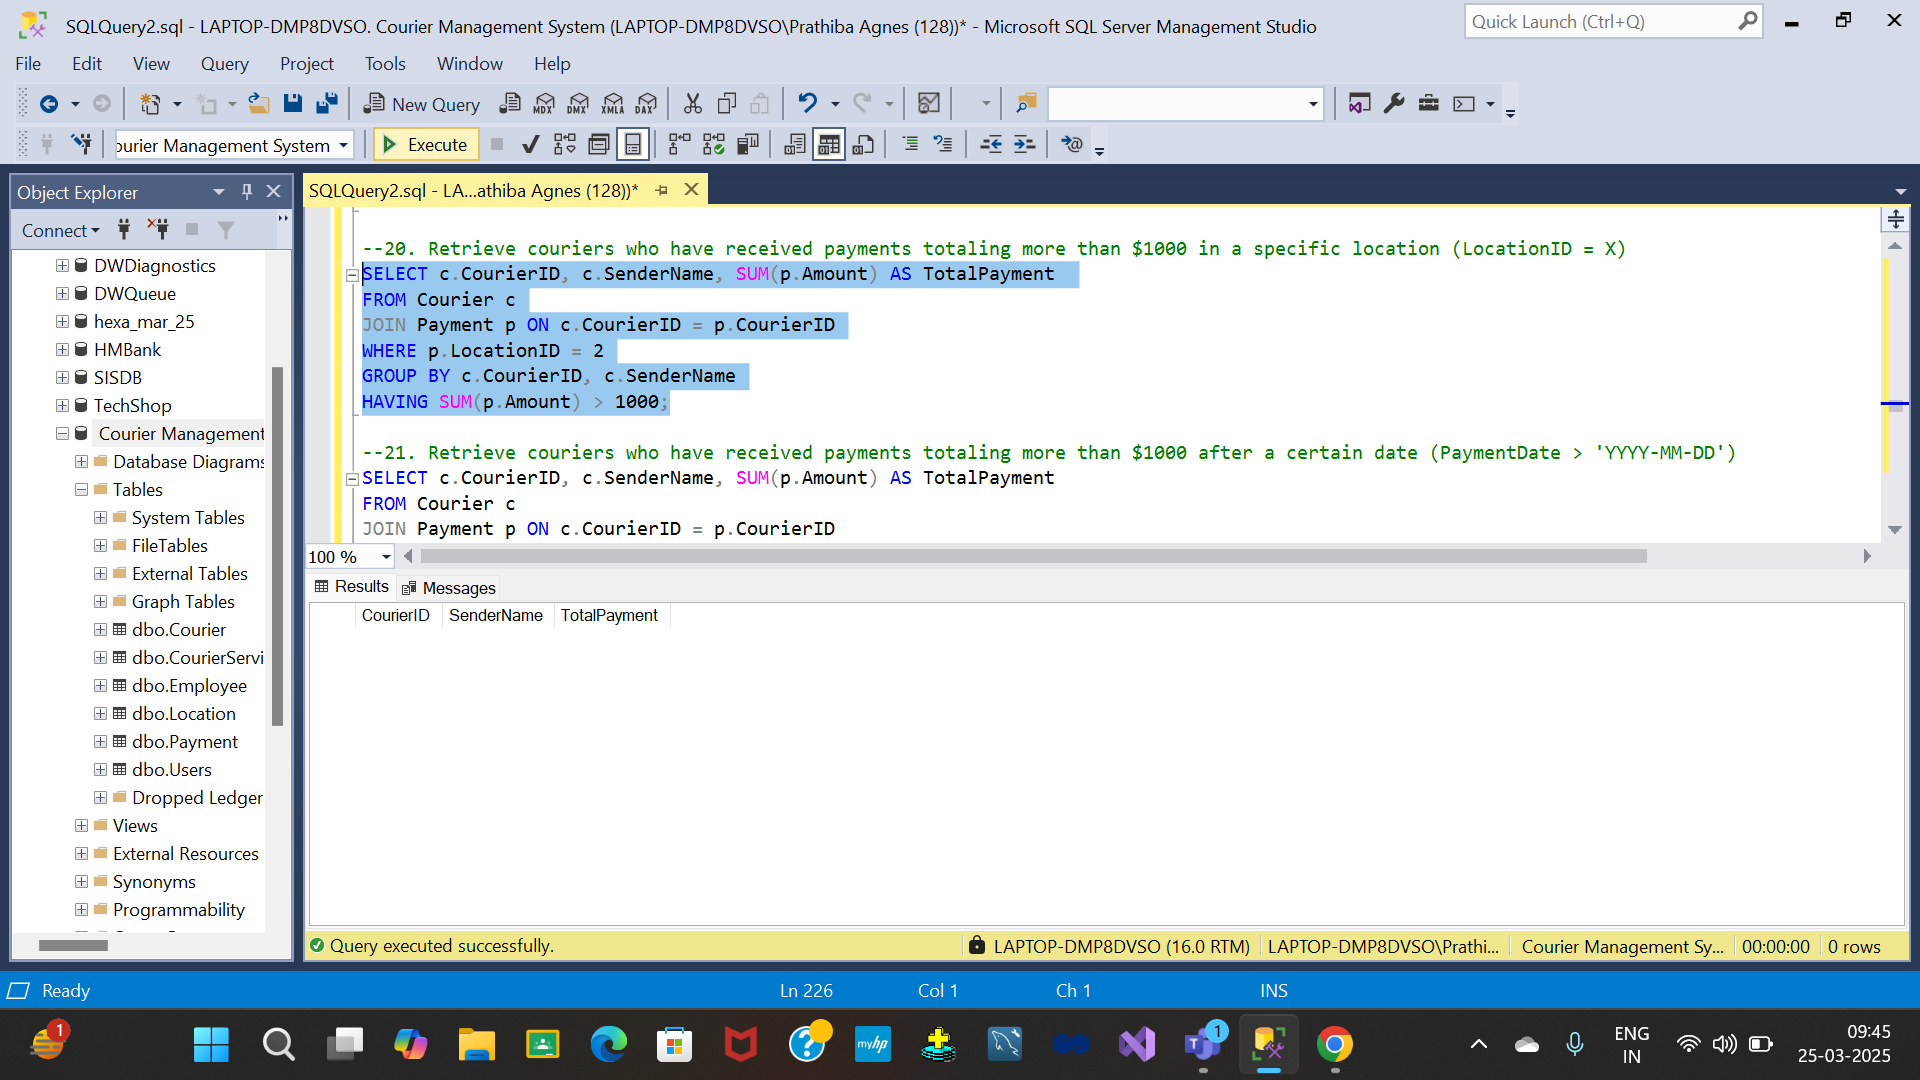 SQLQuery2.sql - LAPTOP-DMP8DVSO. Courier Management System (LAPTOP-DMP8DVSO\Prathiba Agnes (128))* - Microsoft SQL Server Management Studio
Quick Launch (Ctrl+Q)
File Edit View Query Project Tools Window Help
New Query
MDX DMX XMLA DAX
ourier Management System
Execute
Object Explorer
SQLQuery2.sql - LA...athiba Agnes (128))*
Connect
DWDiagnostics
DWQueue
hexa_mar_25
HMBank
SISDB
TechShop
Courier Management
Database Diagrams
Tables
System Tables
FileTables
External Tables
Graph Tables
dbo.Courier
dbo.CourierServi
dbo.Employee
dbo.Location
dbo.Payment
dbo.Users
Dropped Ledger
Views
External Resources
Synonyms
Programmability
--20. Retrieve couriers who have received payments totaling more than $1000 in a specific location (LocationID = X)
SELECT c.CourierID, c.SenderName, SUM(p.Amount) AS TotalPayment
FROM Courier c
JOIN Payment p ON c.CourierID = p.CourierID
WHERE p.LocationID = 2
GROUP BY c.CourierID, c.SenderName
HAVING SUM(p.Amount) > 1000;
--21. Retrieve couriers who have received payments totaling more than $1000 after a certain date (PaymentDate > 'YYYY-MM-DD')
SELECT c.CourierID, c.SenderName, SUM(p.Amount) AS TotalPayment
FROM Courier c
JOIN Payment p ON c.CourierID = p.CourierID
100 %
Results Messages
CourierID SenderName TotalPayment
Query executed successfully.
LAPTOP-DMP8DVSO (16.0 RTM) LAPTOP-DMP8DVSO\Prathi... Courier Management Sy... 00:00:00 0 rows
Ready
Ln 226 Col 1 Ch 1 INS
1
myhp
1
ENG
IN
09:45
25-03-2025